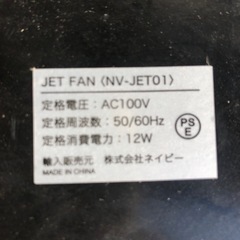 JET FAN〈NV-JET01〉
定格電圧：AC100V
定格周波数：50/60Hz
定格消費電力：12W
PSE
輸入販売元　株式会社ネイビー
MADE IN CHINA